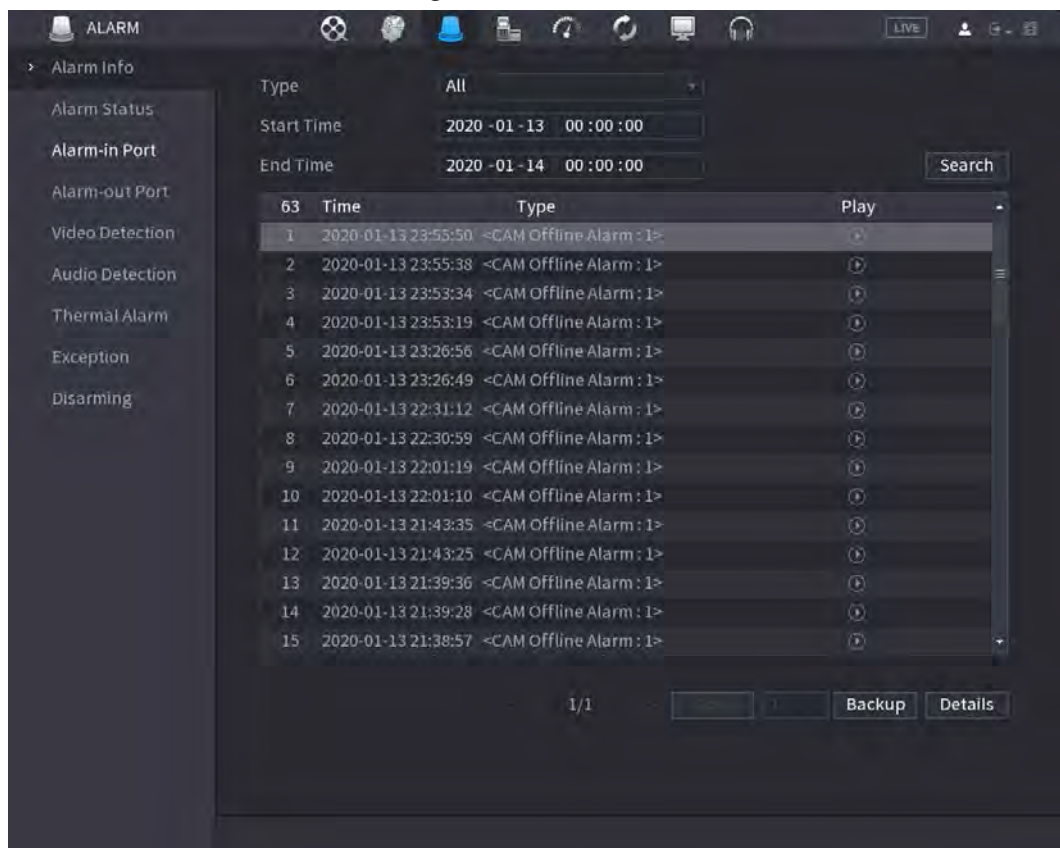 ALARM LIVE
Alarm Info
Alarm Status
Alarm-in Port
Alarm-out Port
Video Detection
Audio Detection
Thermal Alarm
Exception
Disarming
Type All
Start Time 2020 -01 -13 00 :00 :00
End Time 2020 -01 -14 00 :00 :00 Search
63 Time Type Play
1 2020-01-13 23:55:50 <CAM Offline Alarm : 1>
2 2020-01-13 23:55:38 <CAM Offline Alarm : 1>
3 2020-01-13 23:53:34 <CAM Offline Alarm : 1>
4 2020-01-13 23:53:19 <CAM Offline Alarm : 1>
5 2020-01-13 23:26:56 <CAM Offline Alarm : 1>
6 2020-01-13 23:26:49 <CAM Offline Alarm : 1>
7 2020-01-13 22:31:12 <CAM Offline Alarm : 1>
8 2020-01-13 22:30:59 <CAM Offline Alarm : 1>
9 2020-01-13 22:01:19 <CAM Offline Alarm : 1>
10 2020-01-13 22:01:10 <CAM Offline Alarm : 1>
11 2020-01-13 21:43:35 <CAM Offline Alarm : 1>
12 2020-01-13 21:43:25 <CAM Offline Alarm : 1>
13 2020-01-13 21:39:36 <CAM Offline Alarm : 1>
14 2020-01-13 21:39:28 <CAM Offline Alarm : 1>
15 2020-01-13 21:38:57 <CAM Offline Alarm : 1>
1/1 Backup Details